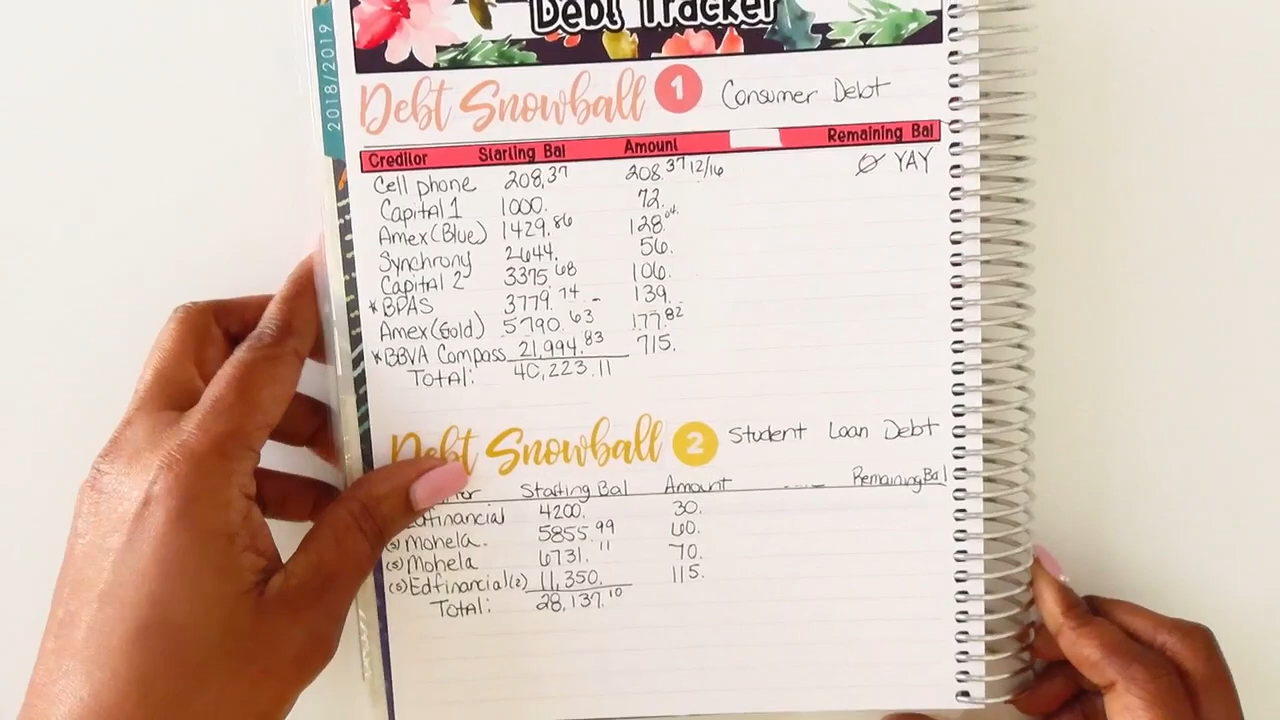 2018/2019
Debt Tracker
Debt Snowball 1 Consumer Debt
Creditor Starting Bal Amount Remaining Bal
Cell phone 208.37 208.37 12/16 Ø YAY
Capital 1 1000. 72.
Amex (Blue) 1429.86 128.04
Synchrony 2644. 56.
Capital 2 3375.68 106.
*BPAS 3779.74 - 139.
Amex (Gold) 5790.63 177.82
*BBVA Compass 21,994.83 715.
Total: 40,223.11
Debt Snowball 2 Student Loan Debt
Starting Bal Amount Remaining Bal
Edfinancial 4200. 30.
(s) Mohela. 5855.99 60.
(s) Mohela 6731.11 70.
(s) Edfinancial (2) 11,350. 115.
Total: 28,137.10